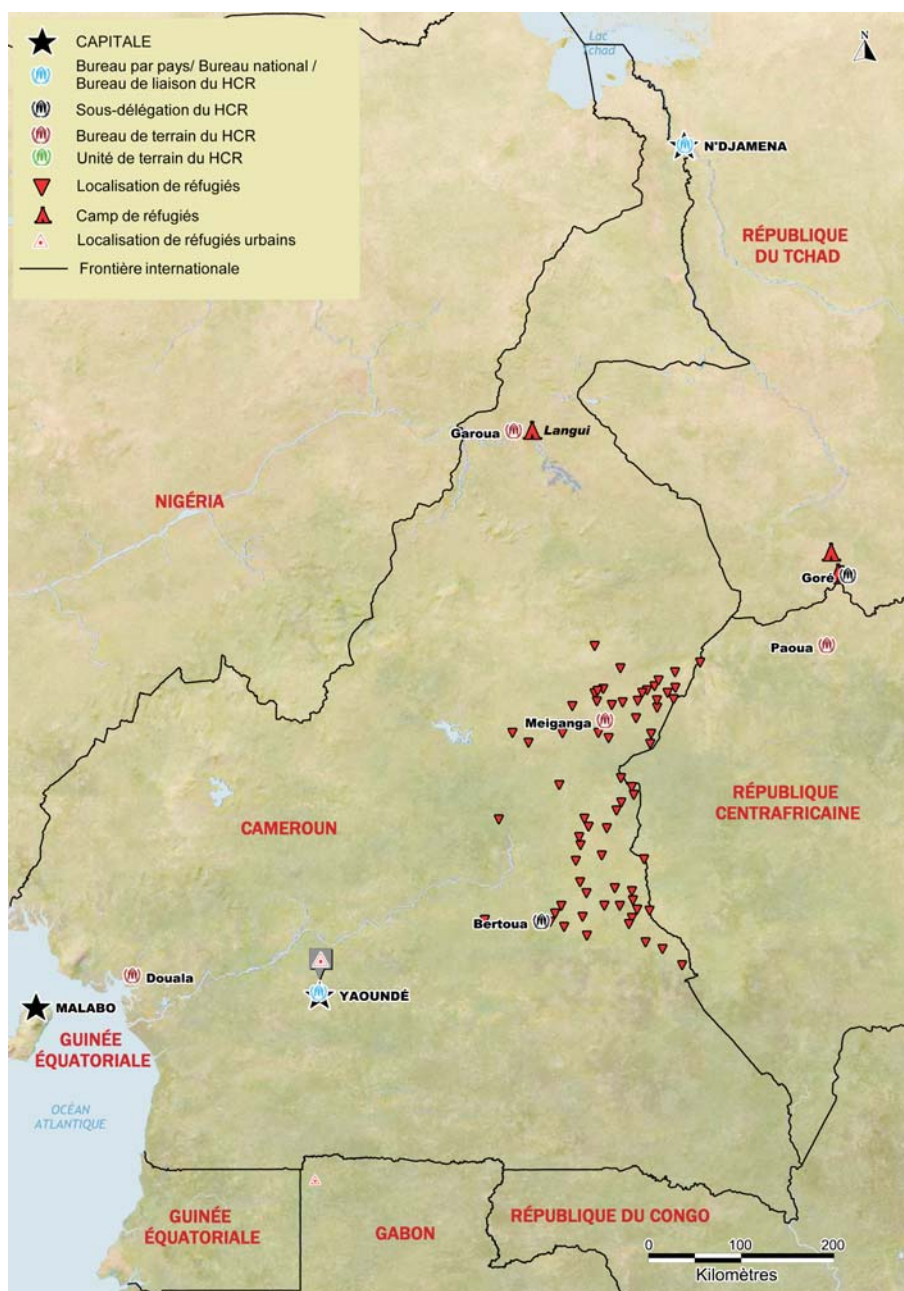 CAPITALE
Bureau par pays/ Bureau national /
Bureau de liaison du HCR
Sous-délégation du HCR
Bureau de terrain du HCR
Unité de terrain du HCR
Localisation de réfugiés
Camp de réfugiés
Localisation de réfugiés urbains
Frontière internationale
Lac
Tchad
N
N'DJAMENA
RÉPUBLIQUE
DU TCHAD
Garoua
Langui
NIGÉRIA
Goré
Paoua
Meiganga
RÉPUBLIQUE
CENTRAFRICAINE
CAMEROUN
Bertoua
Douala
YAOUNDÉ
MALABO
GUINÉE
ÉQUATORIALE
OCÉAN
ATLANTIQUE
GUINÉE
ÉQUATORIALE
GABON
RÉPUBLIQUE DU CONGO
0 100 200
Kilomètres